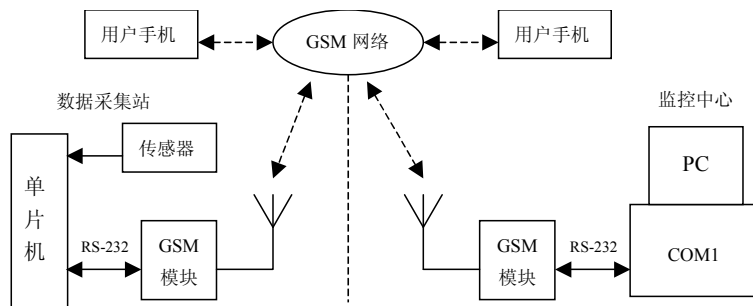 用户手机
GSM 网络
用户手机
数据采集站
监控中心
传感器
单片机
RS-232
GSM
模块
GSM
模块
RS-232
PC
COM1